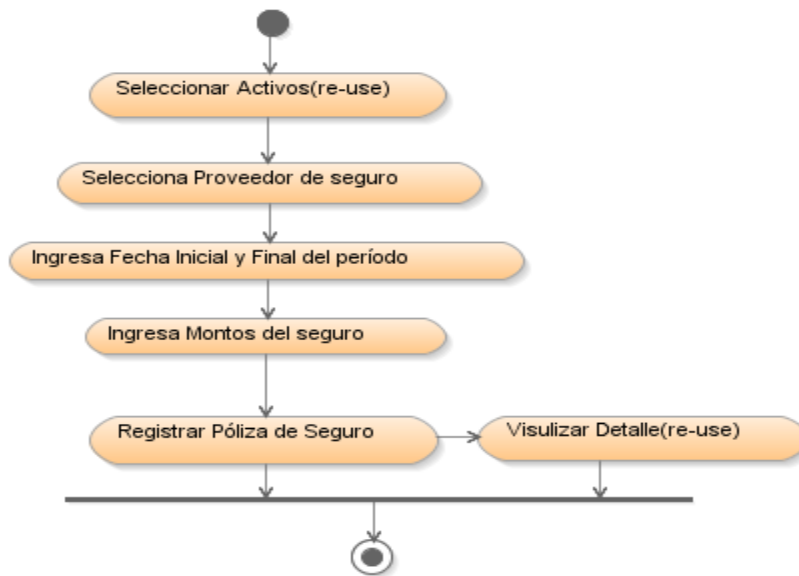 Seleccionar Activos(re-use)
Selecciona Proveedor de seguro
Ingresa Fecha Inicial y Final del período
Ingresa Montos del seguro
Registrar Póliza de Seguro
Visulizar Detalle(re-use)